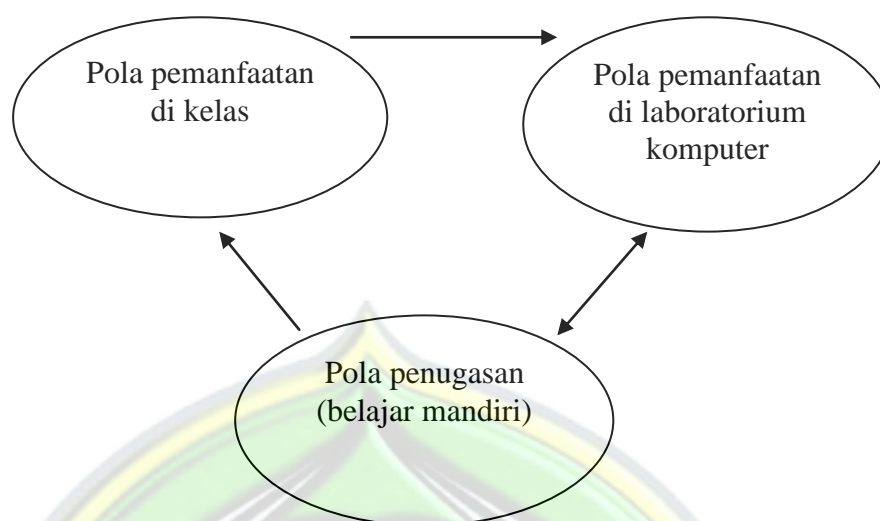 Pola pemanfaatan
di kelas
Pola pemanfaatan
di laboratorium
komputer
Pola penugasan
(belajar mandiri)